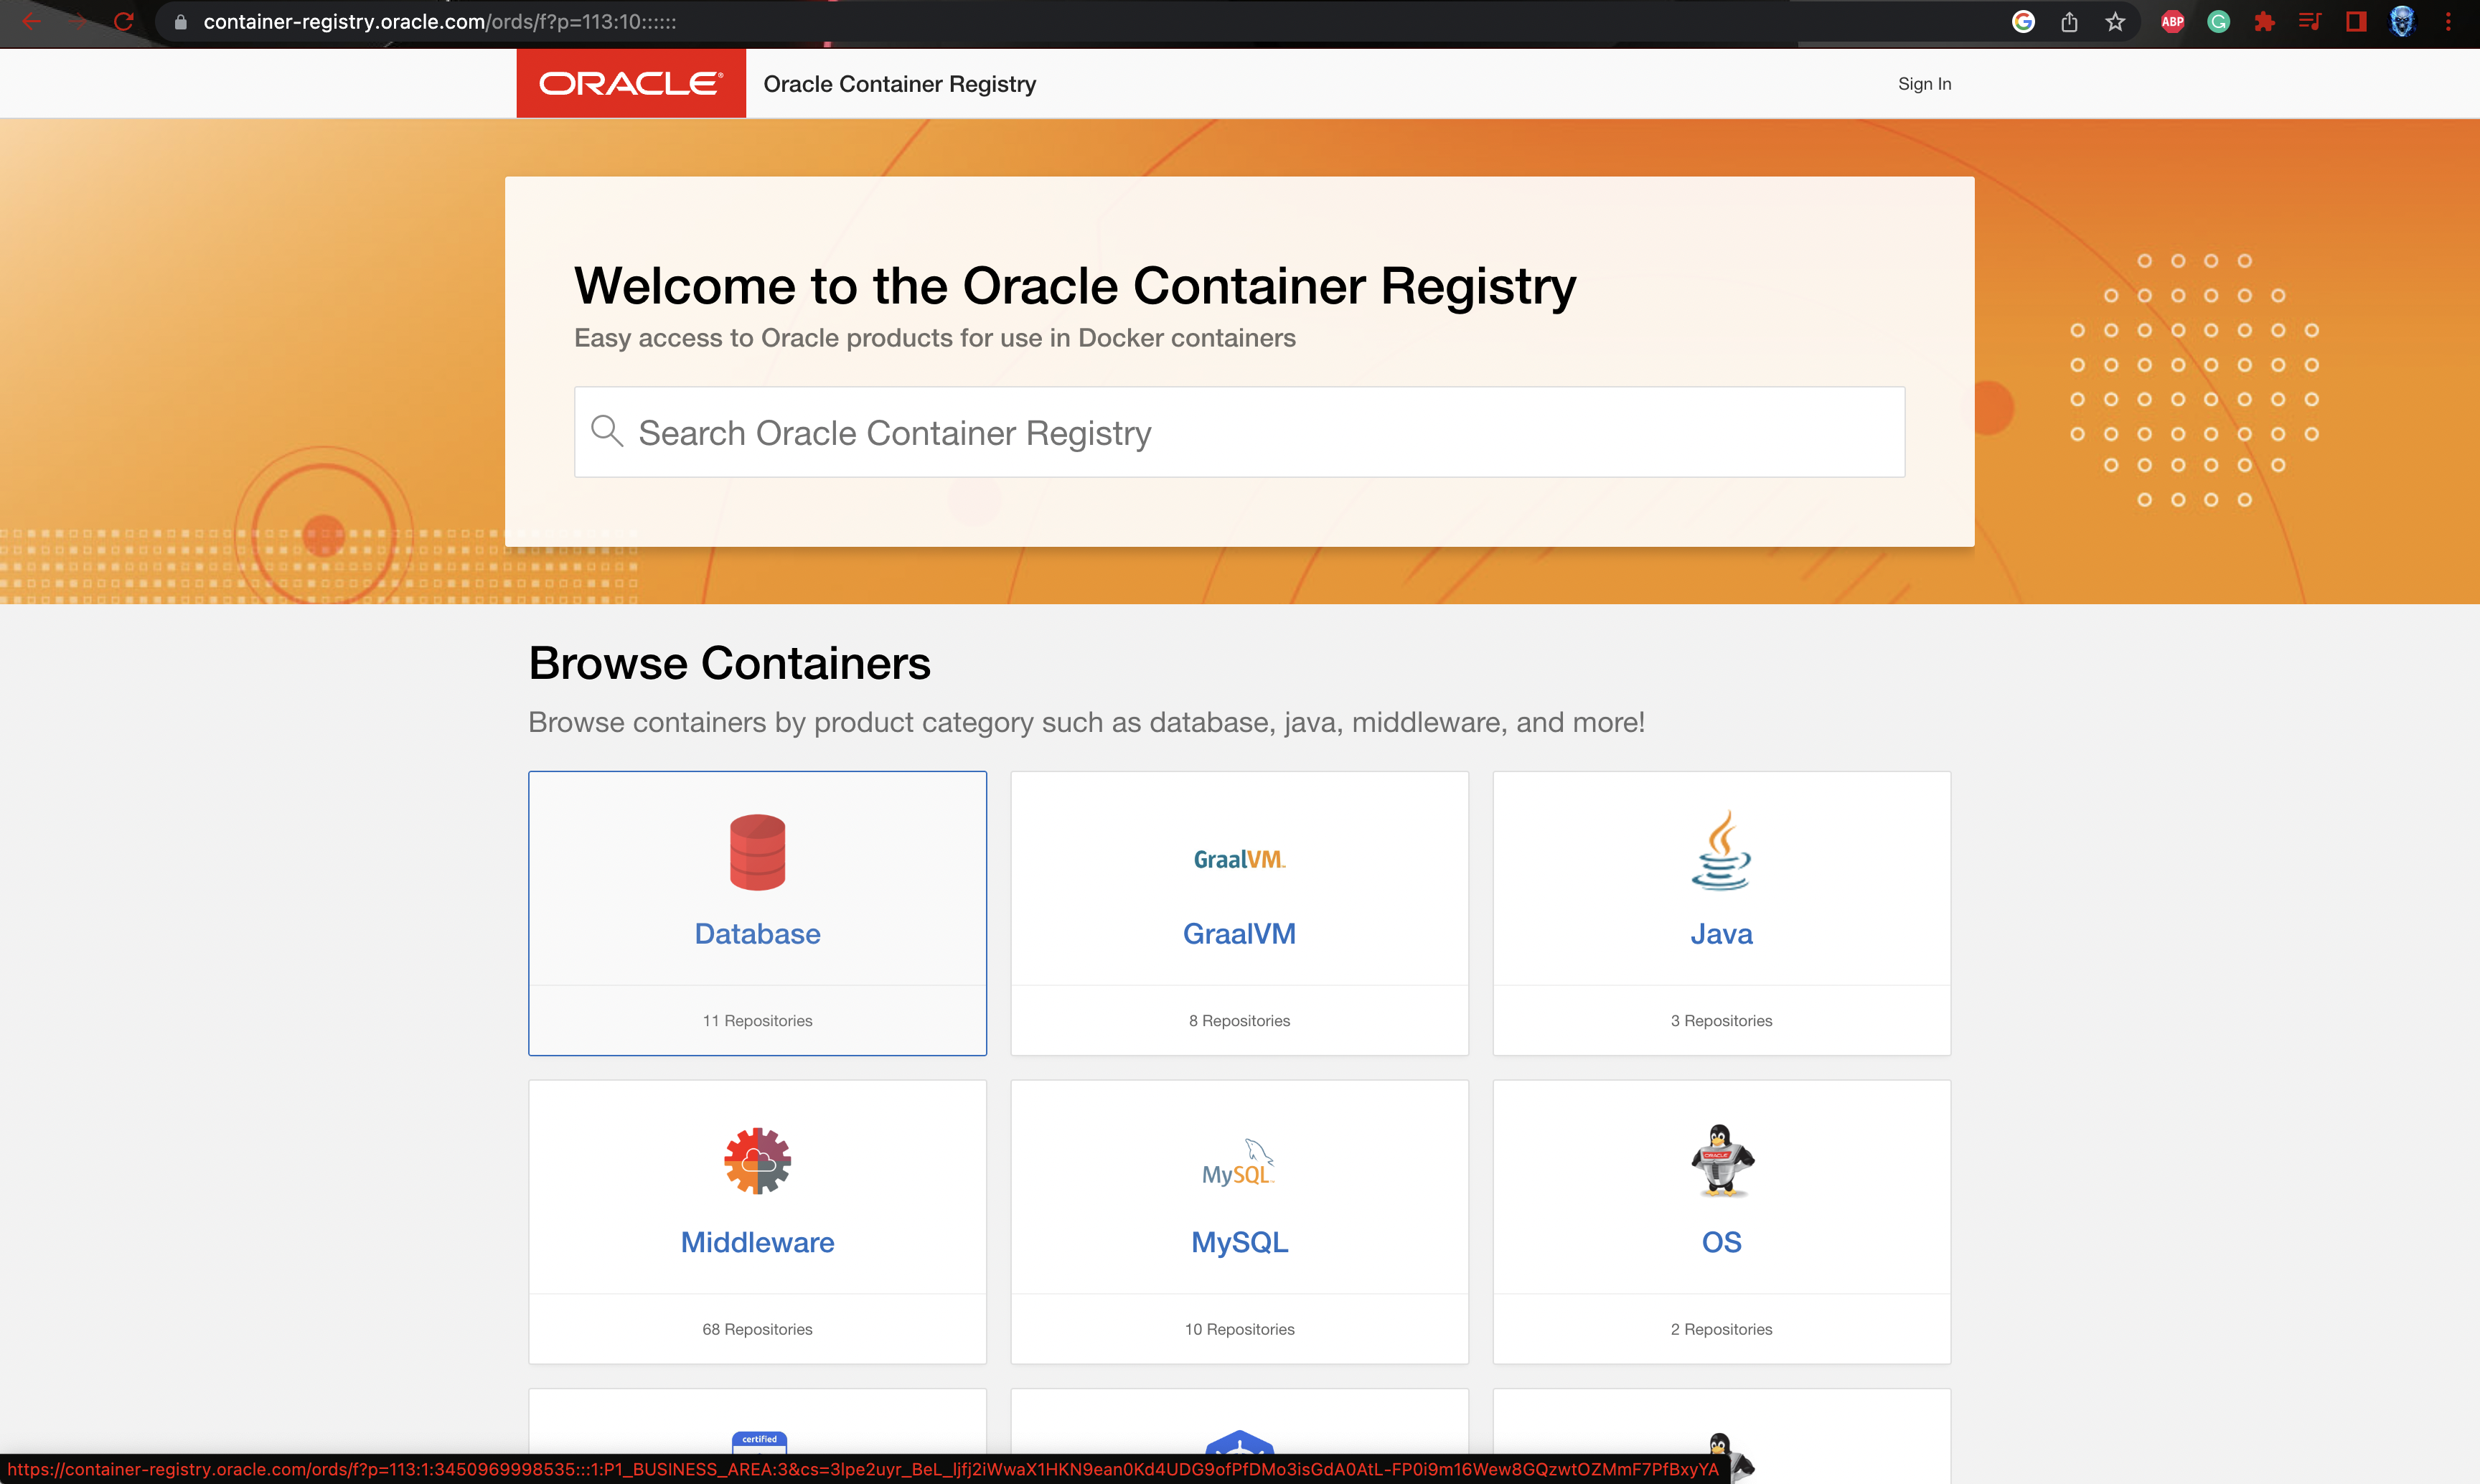 container-registry.oracle.com/ords/f?p=113:10::::::
ABP
ORACLE
Oracle Container Registry
Sign In
Welcome to the Oracle Container Registry
Easy access to Oracle products for use in Docker containers
Search Oracle Container Registry
Browse Containers
Browse containers by product category such as database, java, middleware, and more!
GraalVM
Database
GraalVM
Java
11 Repositories
8 Repositories
3 Repositories
MySQL
ORACLE
Middleware
MySQL
OS
68 Repositories
10 Repositories
2 Repositories
certified
https://container-registry.oracle.com/ords/f?p=113:1:3450969998535:::1:P1_BUSINESS_AREA:3&cs=3lpe2uyr_BeL_ljfj2iWwaX1HKN9ean0Kd4UDG9ofPfDMo3isGdA0AtL-FP0i9m16Wew8GQzwtOZMmF7PfBxyYA